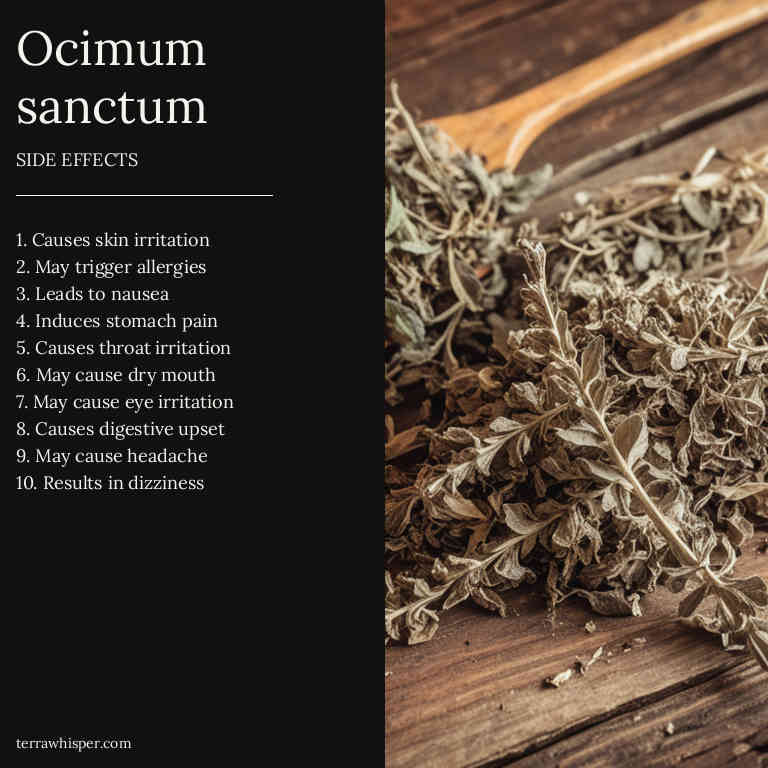 Ocimum
sanctum
SIDE EFFECTS
1. Causes skin irritation
2. May trigger allergies
3. Leads to nausea
4. Induces stomach pain
5. Causes throat irritation
6. May cause dry mouth
7. May cause eye irritation
8. Causes digestive upset
9. May cause headache
10. Results in dizziness
terrawhisper.com